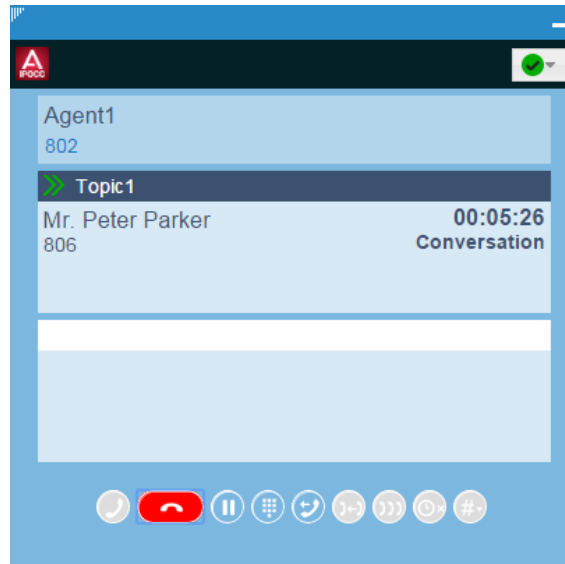 A
IPOCC
Agent1
802
Topic1
Mr. Peter Parker
00:05:26
806
Conversation
#